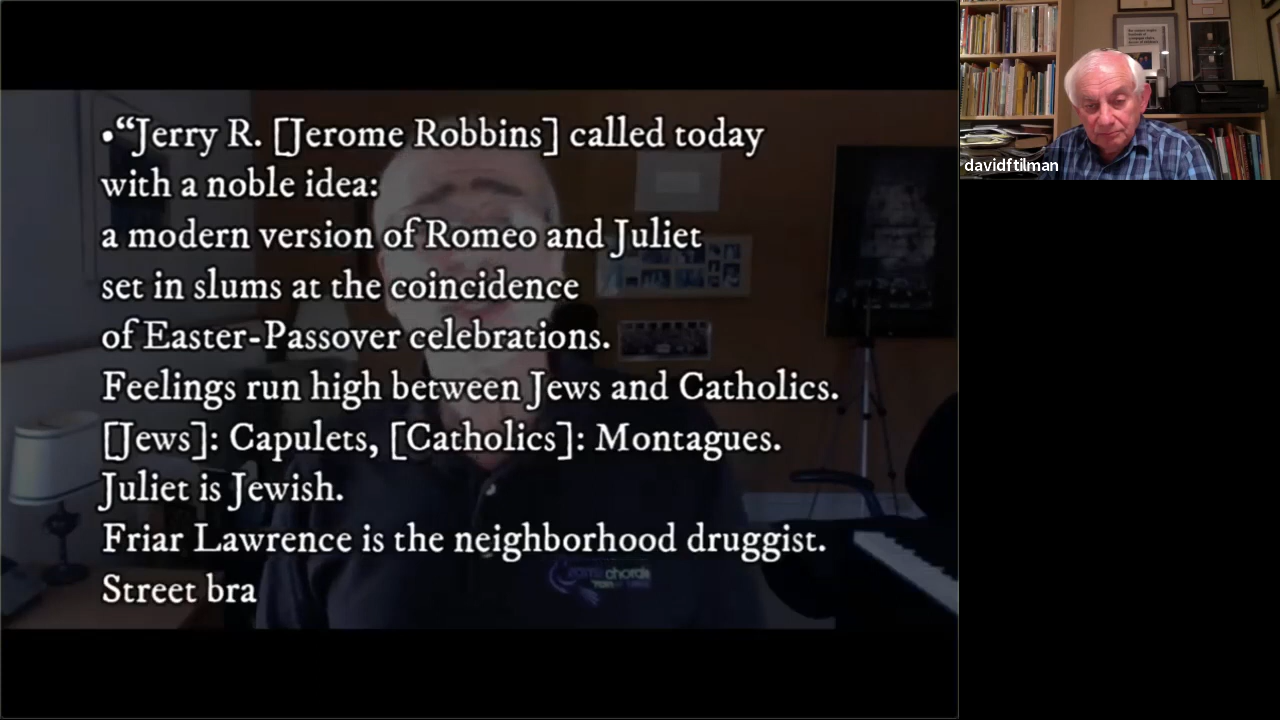 •“Jerry R. [Jerome Robbins] called today
with a noble idea:
a modern version of Romeo and Juliet
set in slums at the coincidence
of Easter-Passover celebrations.
Feelings run high between Jews and Catholics.
[Jews]: Capulets, [Catholics]: Montagues.
Juliet is Jewish.
Friar Lawrence is the neighborhood druggist.
Street bra
davidftilman